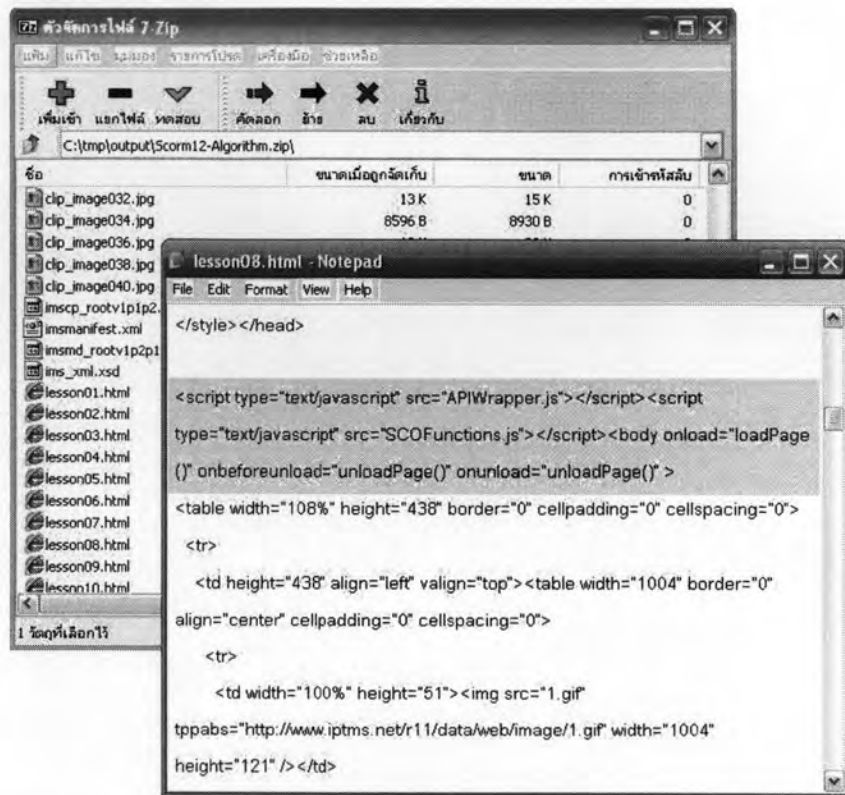 ตัวจัดการไฟล์ 7-Zip
แฟ้ม แก้ไข มุมมอง รายการโปรด เครื่องมือ ช่วยเหลือ
เพิ่มเข้า แยกไฟล์ ทดสอบ คัดลอก ย้าย ลบ เกี่ยวกับ
C:\tmp\output\Scorm12-Algorithm.zip\
ชื่อ ขนาดเมื่อถูกจัดเก็บ ขนาด การเข้ารหัสลับ
clip_image032.jpg 13 K 15 K 0
clip_image034.jpg 8596 B 8930 B 0
clip_image036.jpg
clip_image038.jpg
clip_image040.jpg
imscp_rootv1p1p2.
imsmanifest.xml
imsmd_rootv1p2p1
ims_xml.xsd
lesson01.html
lesson02.html
lesson03.html
lesson04.html
lesson05.html
lesson06.html
lesson07.html
lesson08.html
lesson09.html
lesson10.html
1 วัตถุที่เลือกไว้
lesson08.html - Notepad
File Edit Format View Help
</style></head>
<script type="text/javascript" src="APIWrapper.js"></script><script
type="text/javascript" src="SCOFunctions.js"></script><body onload="loadPage
()" onbeforeunload="unloadPage()" onunload="unloadPage()" >
<table width="108%" height="438" border="0" cellpadding="0" cellspacing="0">
<tr>
<td height="438" align="left" valign="top"><table width="1004" border="0"
align="center" cellpadding="0" cellspacing="0">
<tr>
<td width="100%" height="51"><img src="1.gif"
tppabs="http://www.iptms.net/r11/data/web/image/1.gif" width="1004"
height="121" /></td>